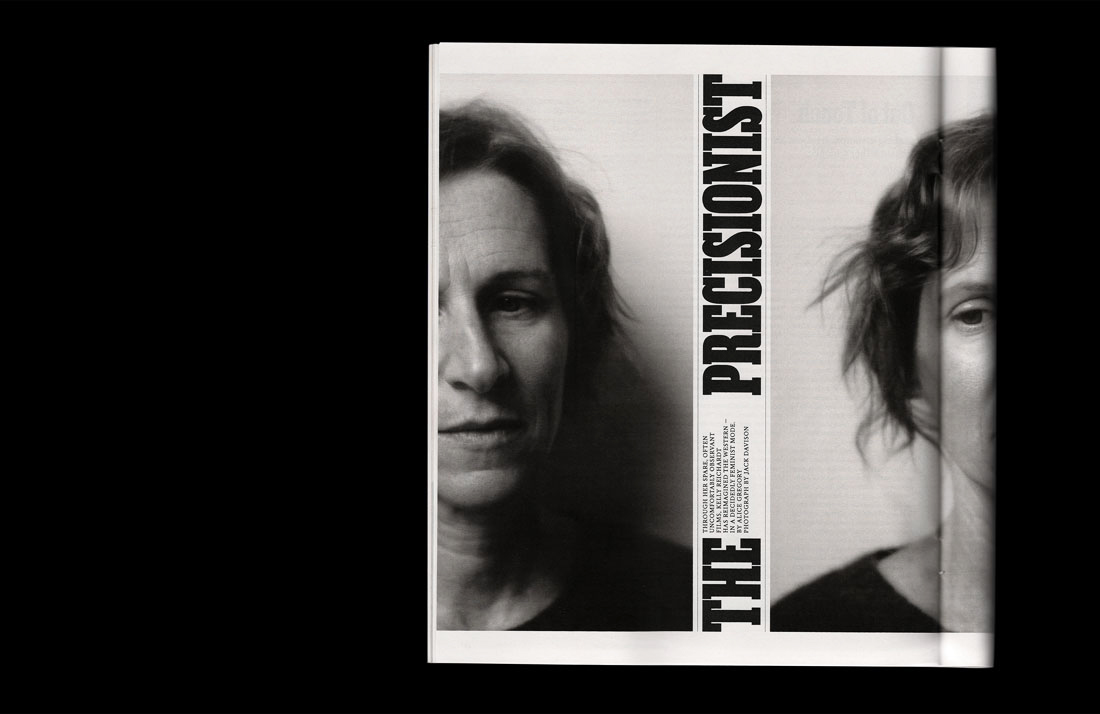 THE PRECISIONIST
THROUGH HER SPARE, OFTEN
UNCOMFORTABLY OBSERVANT
FILMS, KELLY REICHARDT
HAS REIMAGINED THE WESTERN –
IN A DECIDEDLY FEMINIST MODE.
BY ALICE GREGORY
PHOTOGRAPH BY JACK DAVISON